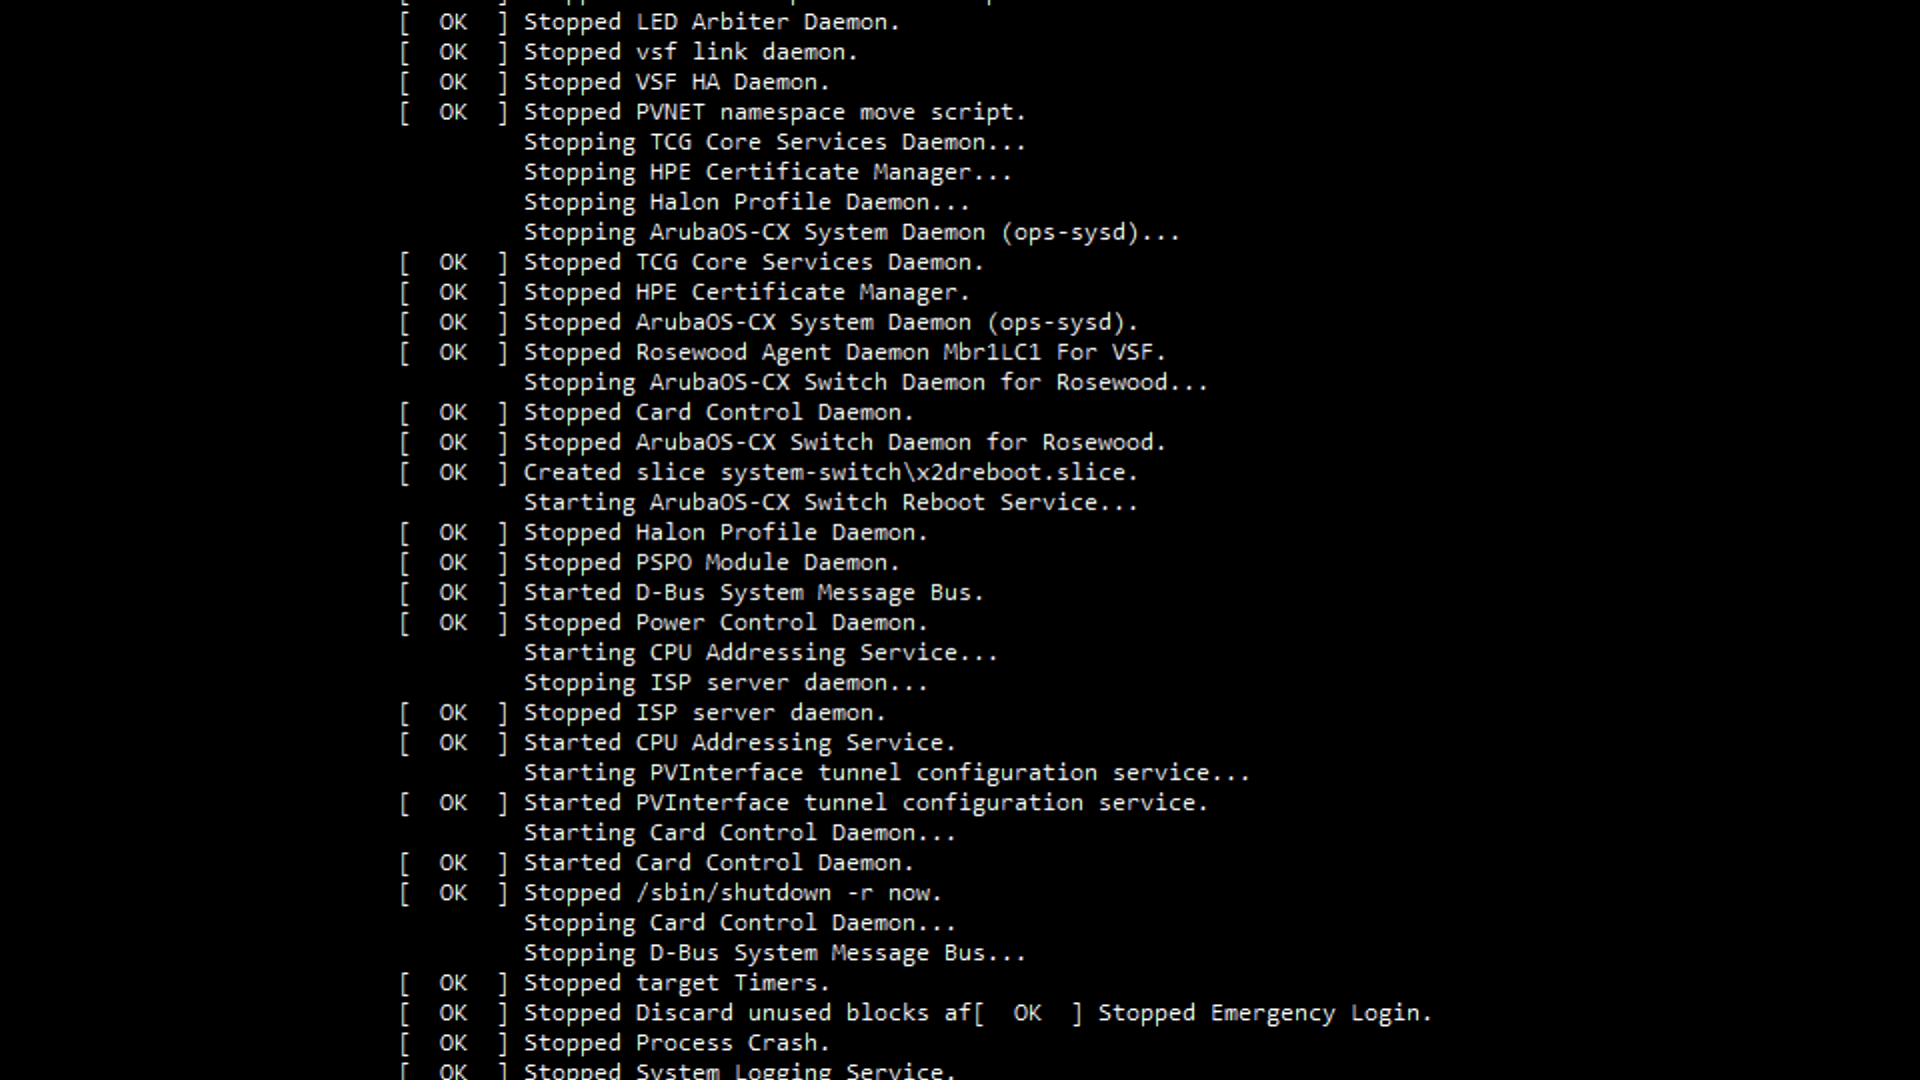 [  OK  ] Stopped LED Arbiter Daemon.
[  OK  ] Stopped vsf link daemon.
[  OK  ] Stopped VSF HA Daemon.
[  OK  ] Stopped PVNET namespace move script.
Stopping TCG Core Services Daemon...
Stopping HPE Certificate Manager...
Stopping Halon Profile Daemon...
Stopping ArubaOS-CX System Daemon (ops-sysd)...
[  OK  ] Stopped TCG Core Services Daemon.
[  OK  ] Stopped HPE Certificate Manager.
[  OK  ] Stopped ArubaOS-CX System Daemon (ops-sysd).
[  OK  ] Stopped Rosewood Agent Daemon Mbr1LC1 For VSF.
Stopping ArubaOS-CX Switch Daemon for Rosewood...
[  OK  ] Stopped Card Control Daemon.
[  OK  ] Stopped ArubaOS-CX Switch Daemon for Rosewood.
[  OK  ] Created slice system-switch\x2dreboot.slice.
Starting ArubaOS-CX Switch Reboot Service...
[  OK  ] Stopped Halon Profile Daemon.
[  OK  ] Stopped PSPO Module Daemon.
[  OK  ] Started D-Bus System Message Bus.
[  OK  ] Stopped Power Control Daemon.
Starting CPU Addressing Service...
Stopping ISP server daemon...
[  OK  ] Stopped ISP server daemon.
[  OK  ] Started CPU Addressing Service.
Starting PVInterface tunnel configuration service...
[  OK  ] Started PVInterface tunnel configuration service.
Starting Card Control Daemon...
[  OK  ] Started Card Control Daemon.
[  OK  ] Stopped /sbin/shutdown -r now.
Stopping Card Control Daemon...
Stopping D-Bus System Message Bus...
[  OK  ] Stopped target Timers.
[  OK  ] Stopped Discard unused blocks af[  OK  ] Stopped Emergency Login.
[  OK  ] Stopped Process Crash.
[  OK  ] Stopped System Logging Service.